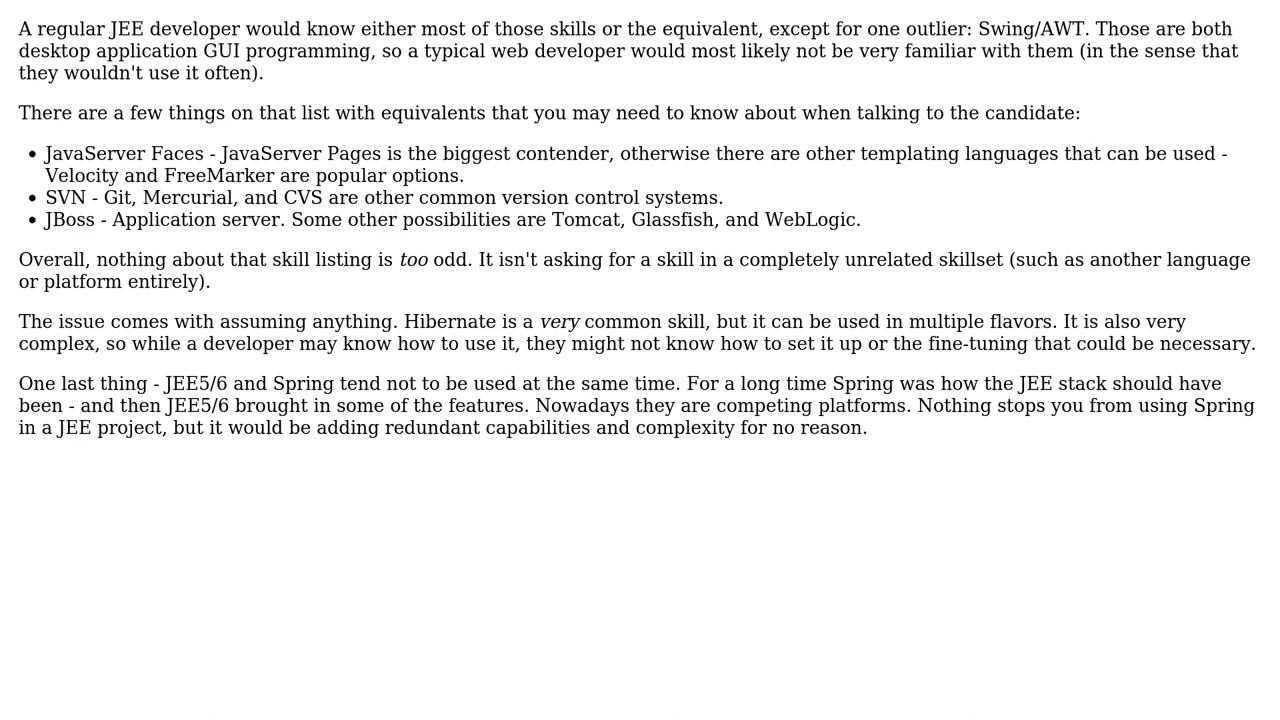 A regular JEE developer would know either most of those skills or the equivalent, except for one outlier: Swing/AWT. Those are both
desktop application GUI programming, so a typical web developer would most likely not be very familiar with them (in the sense that
they wouldn't use it often).
There are a few things on that list with equivalents that you may need to know about when talking to the candidate:
• JavaServer Faces - JavaServer Pages is the biggest contender, otherwise there are other templating languages that can be used -
Velocity and FreeMarker are popular options.
• SVN - Git, Mercurial, and CVS are other common version control systems.
• JBoss - Application server. Some other possibilities are Tomcat, Glassfish, and WebLogic.
Overall, nothing about that skill listing is too odd. It isn't asking for a skill in a completely unrelated skillset (such as another language
or platform entirely).
The issue comes with assuming anything. Hibernate is a very common skill, but it can be used in multiple flavors. It is also very
complex, so while a developer may know how to use it, they might not know how to set it up or the fine-tuning that could be necessary.
One last thing - JEE5/6 and Spring tend not to be used at the same time. For a long time Spring was how the JEE stack should have
been - and then JEE5/6 brought in some of the features. Nowadays they are competing platforms. Nothing stops you from using Spring
in a JEE project, but it would be adding redundant capabilities and complexity for no reason.